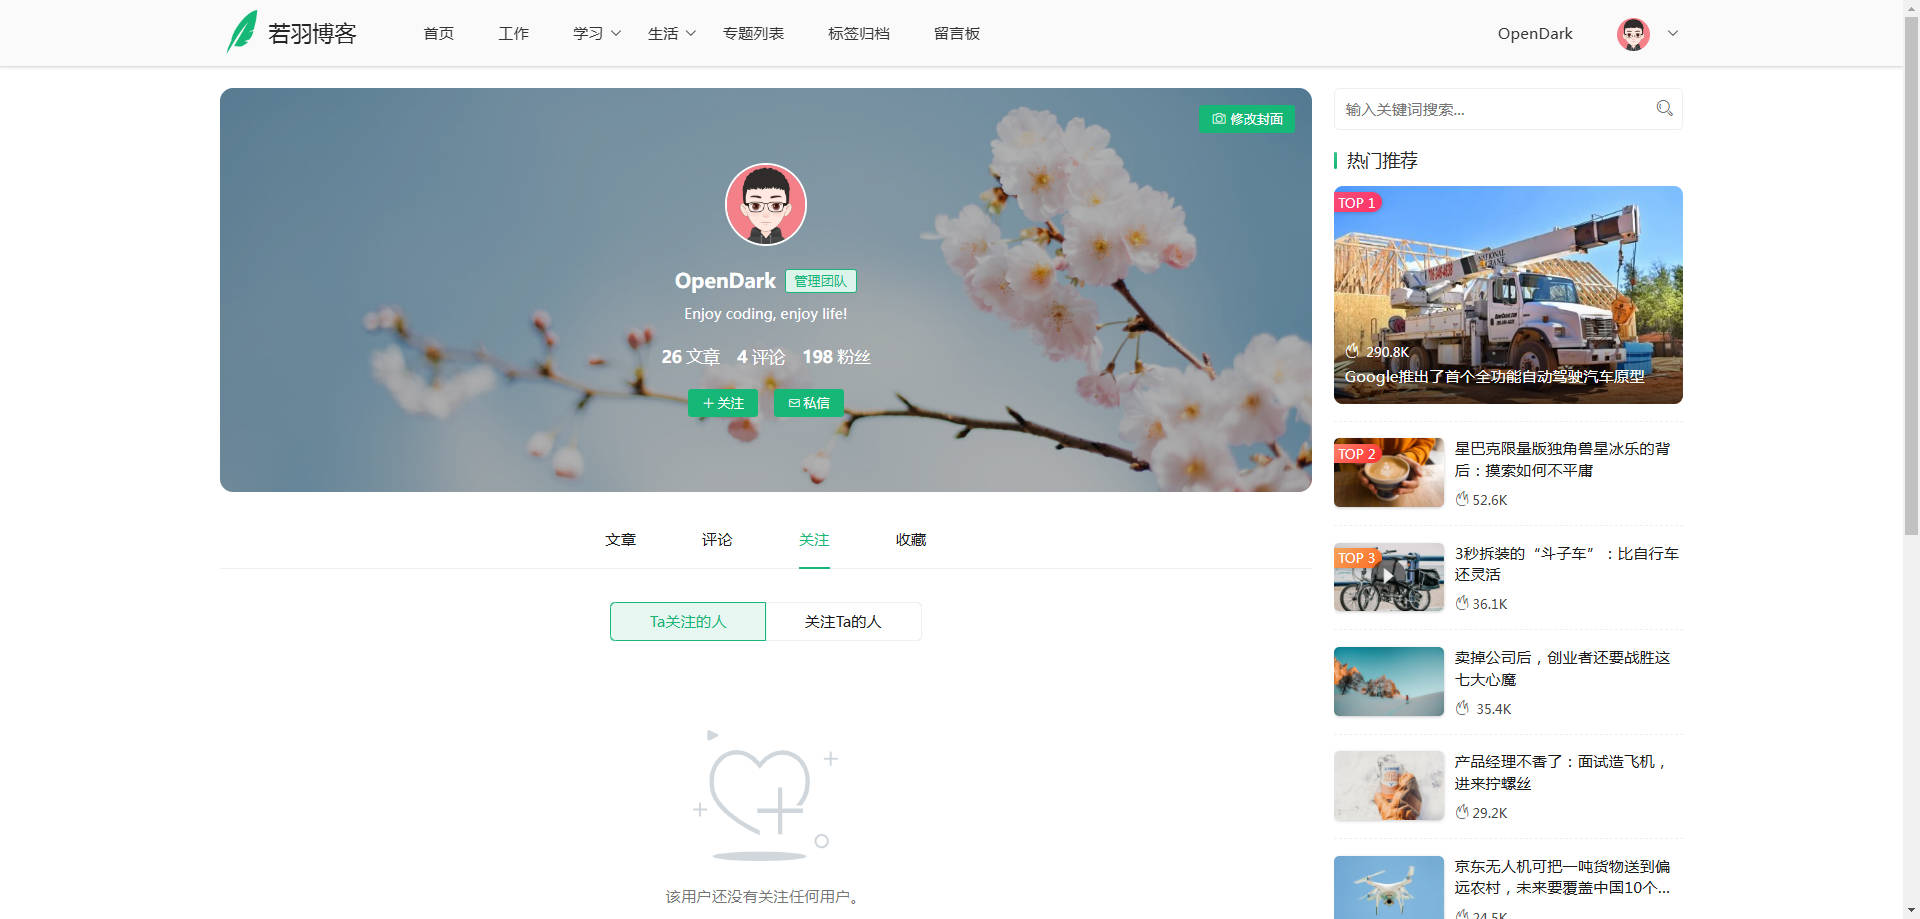 若羽博客
首页 工作 学习 生活 专题列表 标签归档 留言板
OpenDark
修改封面
OpenDark 管理团队
Enjoy coding, enjoy life!
26 文章 4 评论 198 粉丝
关注 私信
文章 评论 关注 收藏
Ta关注的人 关注Ta的人
该用户还没有关注任何用户。
输入关键词搜索...
热门推荐
TOP 1
290.8K
Google推出了首个全功能自动驾驶汽车原型
TOP 2
星巴克限量版独角兽星冰乐的背
后：摸索如何不平庸
52.6K
TOP 3
3秒拆装的“斗子车”：比自行车
还灵活
36.1K
卖掉公司后，创业者还要战胜这
七大心魔
35.4K
产品经理不香了：面试造飞机，
进来拧螺丝
29.2K
京东无人机可把一吨货物送到偏
远农村，未来要覆盖中国10个...
24.5K